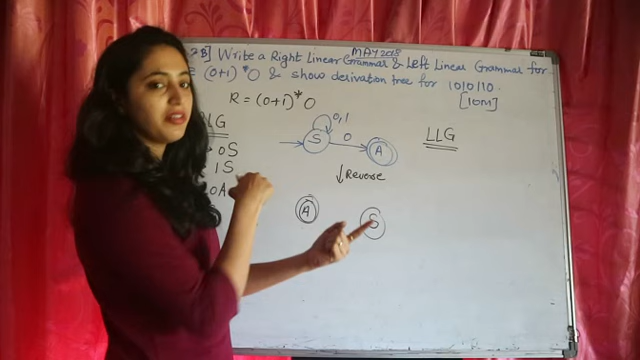 MAY 2018
B] Write a Right Linear Grammar & Left Linear Grammar for
(0+1)*0 & show derivation tree for 1010110.
[10M]
R = (0+1)*0
LG
0S
1S
0A
0,1
S
0
A
LLG
↓ Reverse
A
S